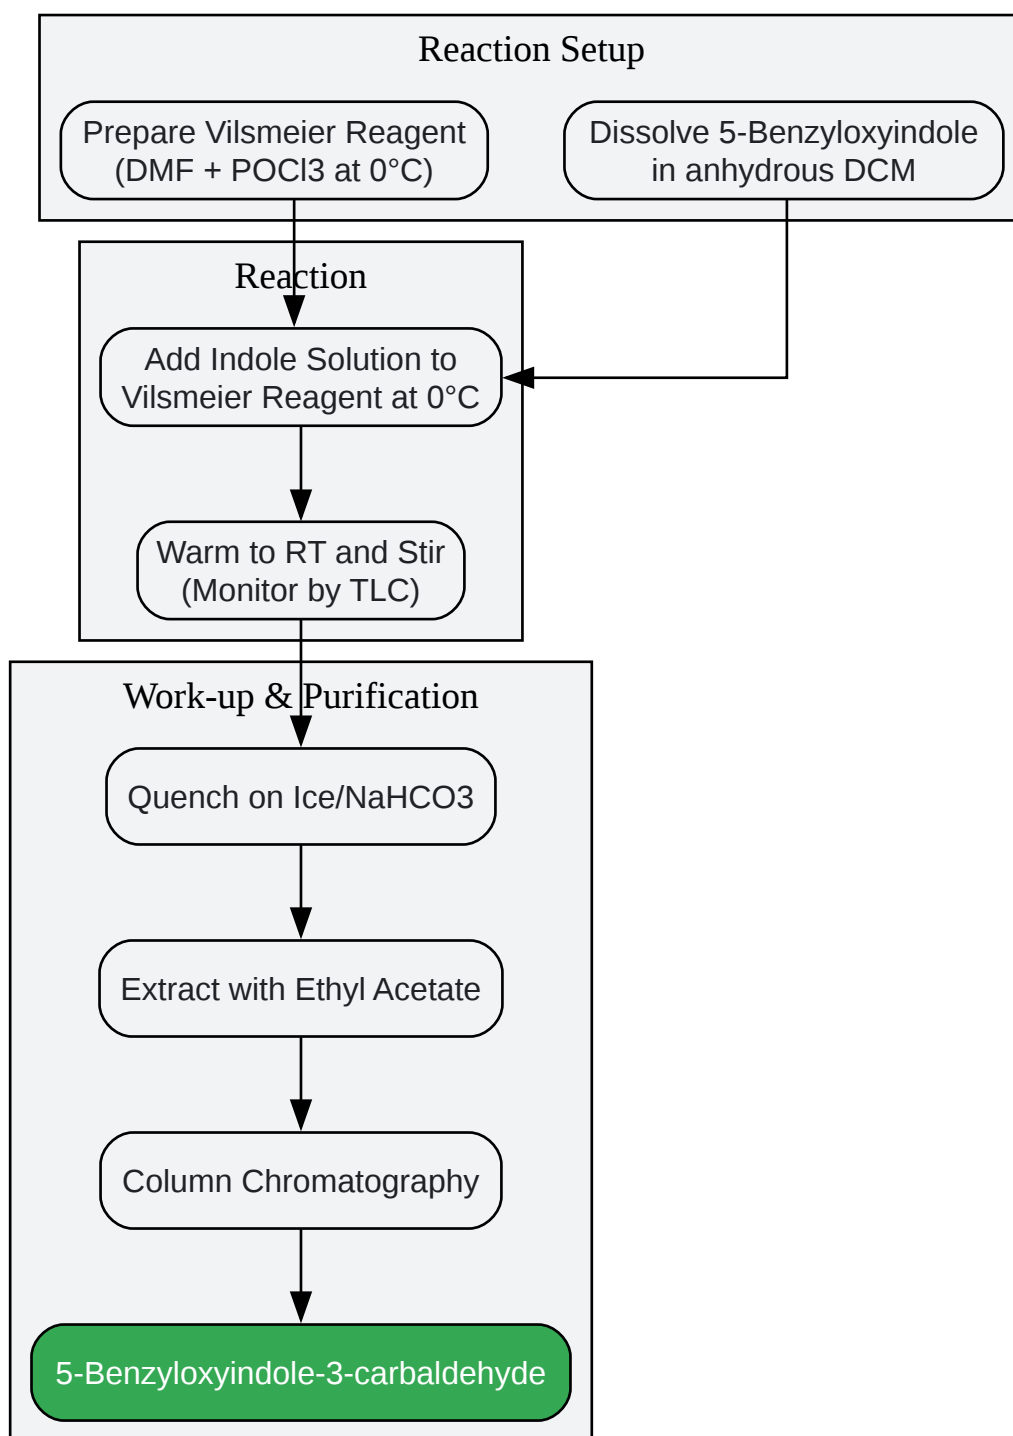 Reaction Setup
Prepare Vilsmeier Reagent
(DMF + POCl3 at 0°C)
Dissolve 5-Benzyloxyindole
in anhydrous DCM
Reaction
Add Indole Solution to
Vilsmeier Reagent at 0°C
Warm to RT and Stir
(Monitor by TLC)
Work-up & Purification
Quench on Ice/NaHCO3
Extract with Ethyl Acetate
Column Chromatography
5-Benzyloxyindole-3-carbaldehyde